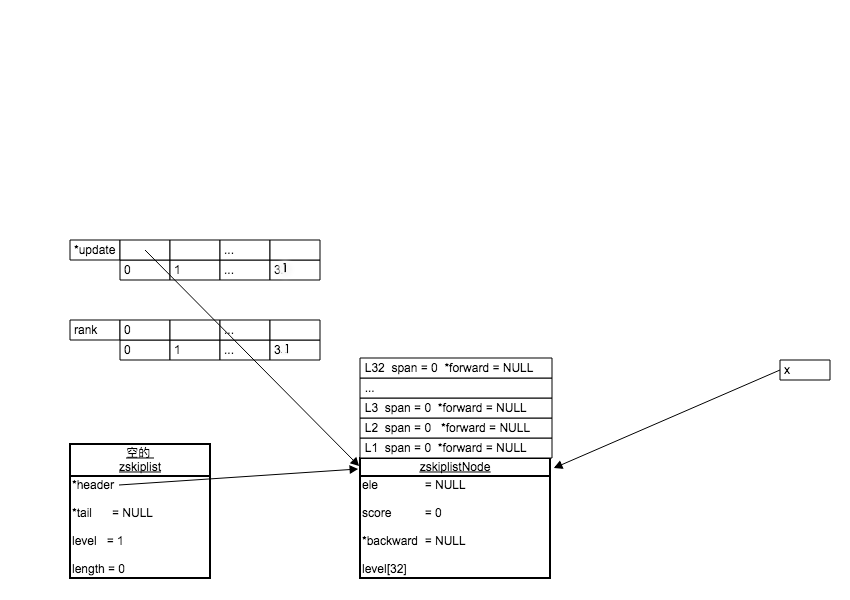 *update ...
0 1 ... 31
rank 0 ...
0 1 ... 31
L32 span = 0 *forward = NULL
...
L3 span = 0 *forward = NULL
L2 span = 0 *forward = NULL
L1 span = 0 *forward = NULL
x
空的
zskiplist
*header
*tail = NULL
level = 1
length = 0
zskiplistNode
ele = NULL
score = 0
*backward = NULL
level[32]